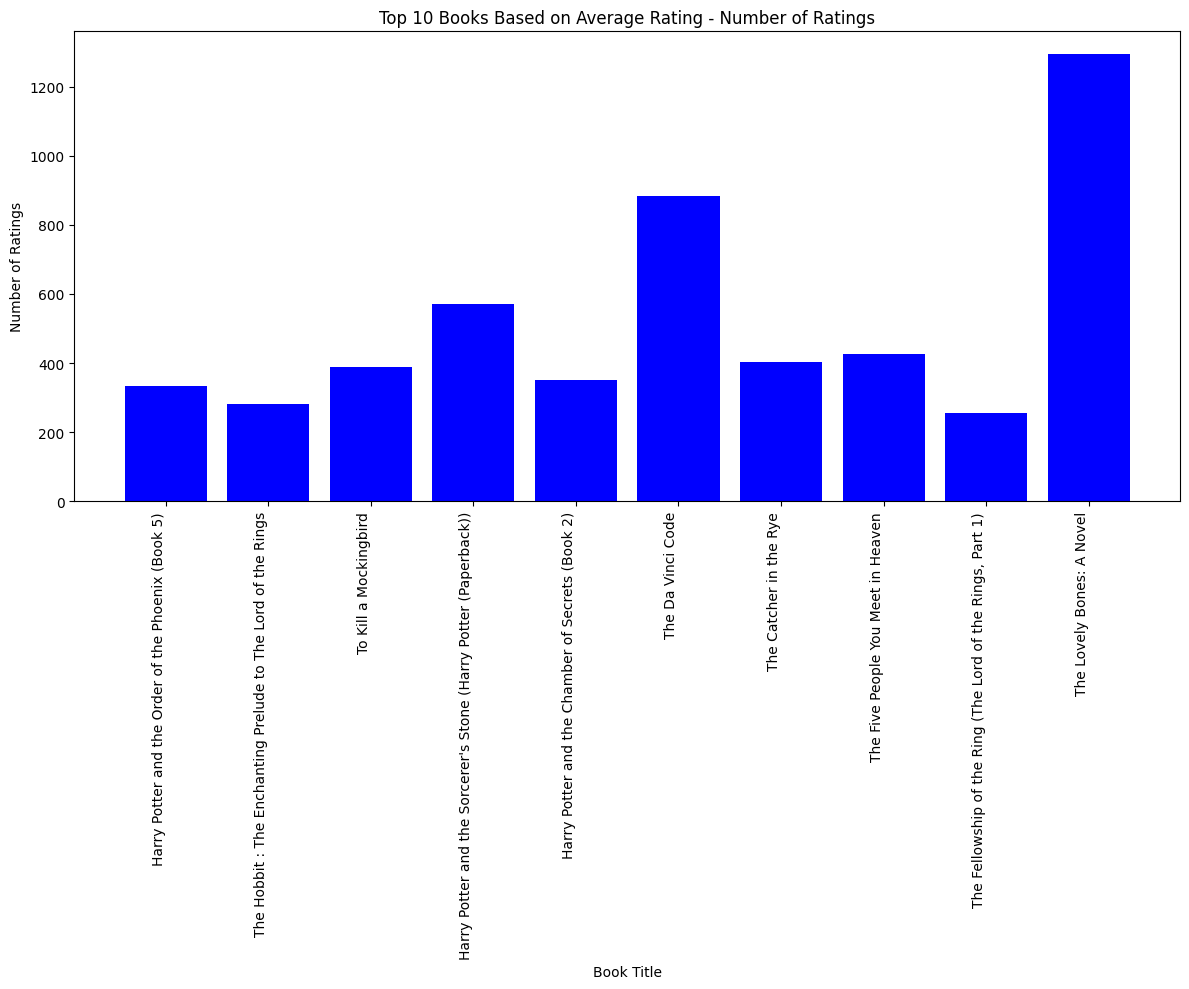 Top 10 Books Based on Average Rating - Number of Ratings
Number of Ratings
1200
1000
800
600
400
200
0
Harry Potter and the Order of the Phoenix (Book 5)
The Hobbit : The Enchanting Prelude to The Lord of the Rings
To Kill a Mockingbird
Harry Potter and the Sorcerer's Stone (Harry Potter (Paperback))
Harry Potter and the Chamber of Secrets (Book 2)
The Da Vinci Code
The Catcher in the Rye
The Five People You Meet in Heaven
The Fellowship of the Ring (The Lord of the Rings, Part 1)
The Lovely Bones: A Novel
Book Title